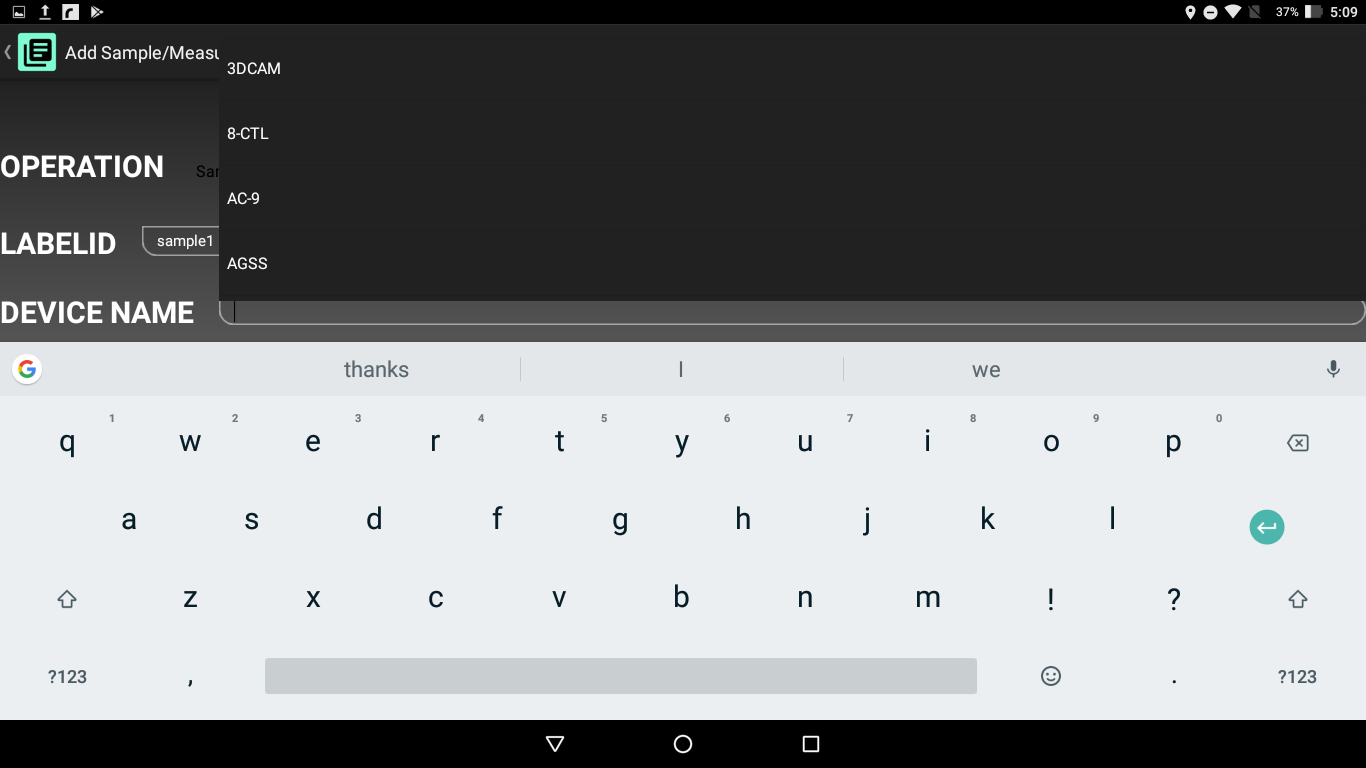 37% 5:09
Add Sample/Measu
3DCAM
8-CTL
OPERATION Sar
AC-9
LABELID sample1
AGSS
DEVICE NAME
G thanks I we
1 2 3 4 5 6 7 8 9 0
q w e r t y u i o p
a s d f g h j k l
z x c v b n m ! ?
?123 , . ?123